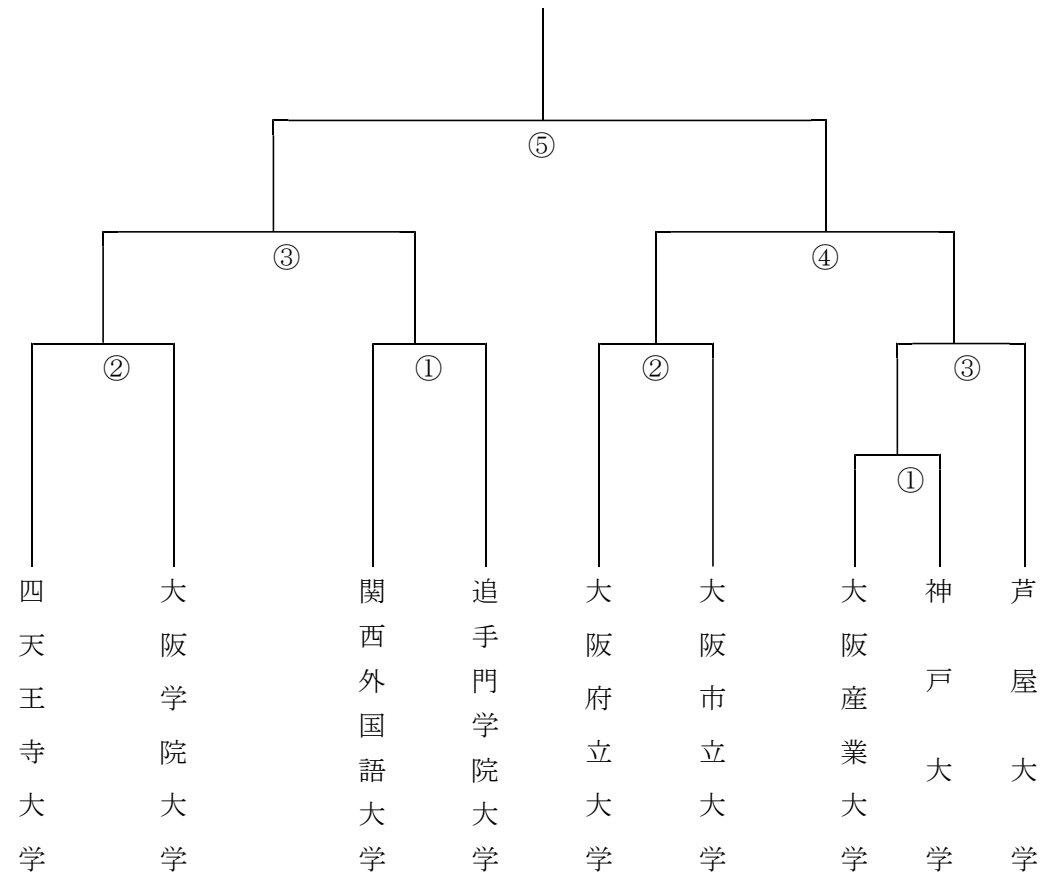 ⑤
③
④
②
①
②
③
①
四天王寺大学
大阪学院大学
関西外国語大学
追手門学院大学
大阪府立大学
大阪市立大学
大阪産業大学
神戸大学
芦屋大学